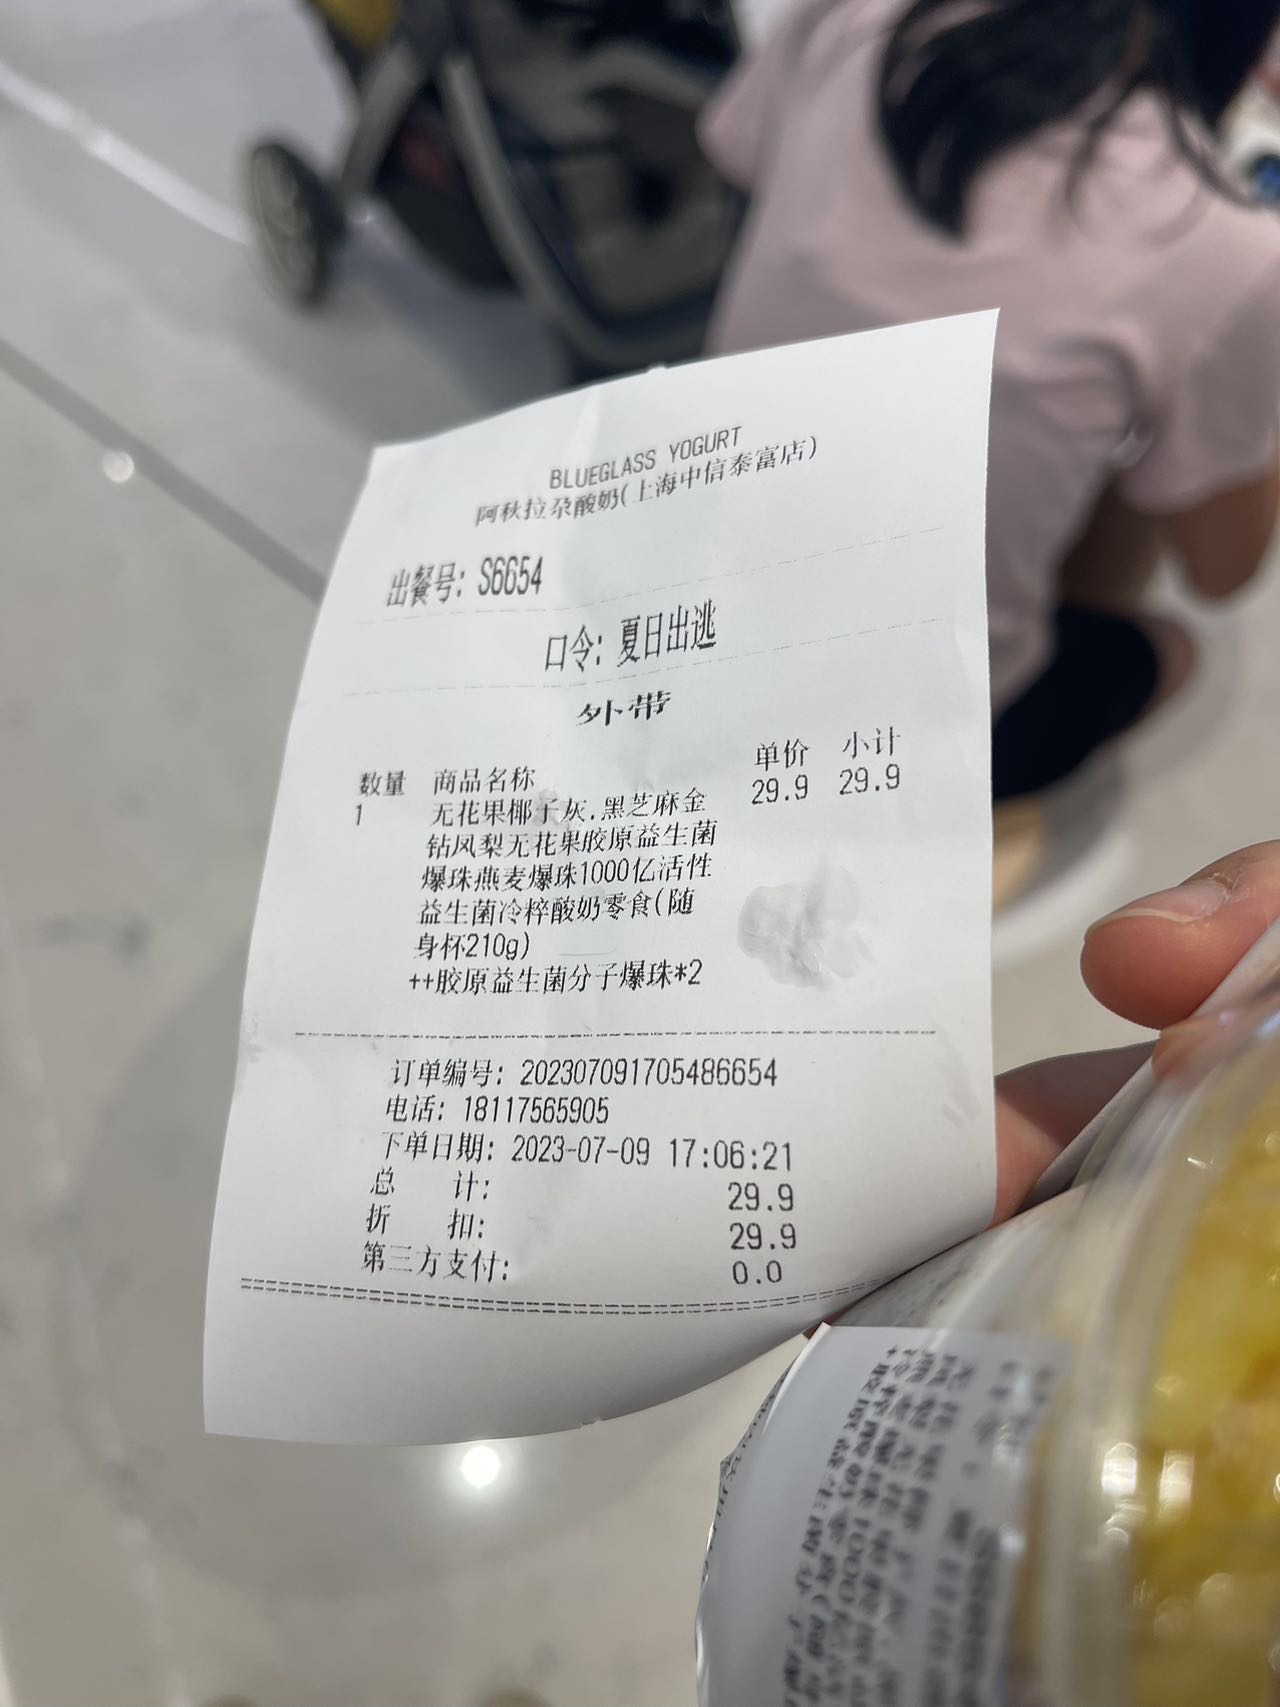 BLUEGLASS YOGURT
阿秋拉尕酸奶(上海中信泰富店)
出餐号: S6654
口令: 夏日出逃
外带
数量 商品名称 单价 小计
1 无花果椰子灰.黑芝麻金 29.9 29.9
钻凤梨无花果胶原益生菌
爆珠燕麦爆珠1000亿活性
益生菌冷粹酸奶零食(随
身杯210g)
++胶原益生菌分子爆珠*2
订单编号: 202307091705486654
电话: 18117565905
下单日期: 2023-07-09 17:06:21
总 计: 29.9
折 扣: 29.9
第三方支付: 0.0